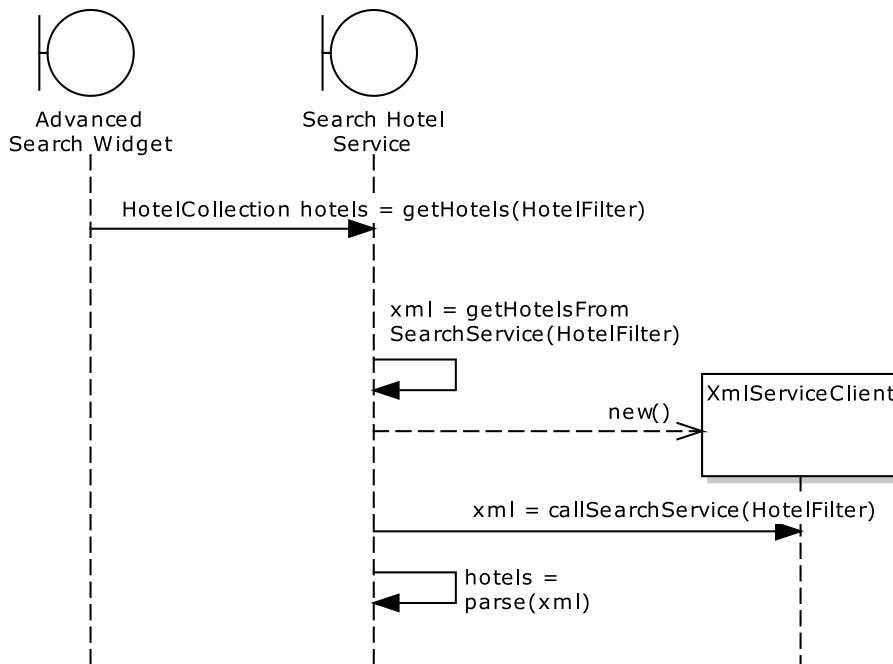 Advanced
Search Widget
Search Hotel
Service
HotelCollection hotels = getHotels(HotelFilter)
xml = getHotelsFrom
SearchService(HotelFilter)
XmlServiceClient
new()
xml = callSearchService(HotelFilter)
hotels =
parse(xml)